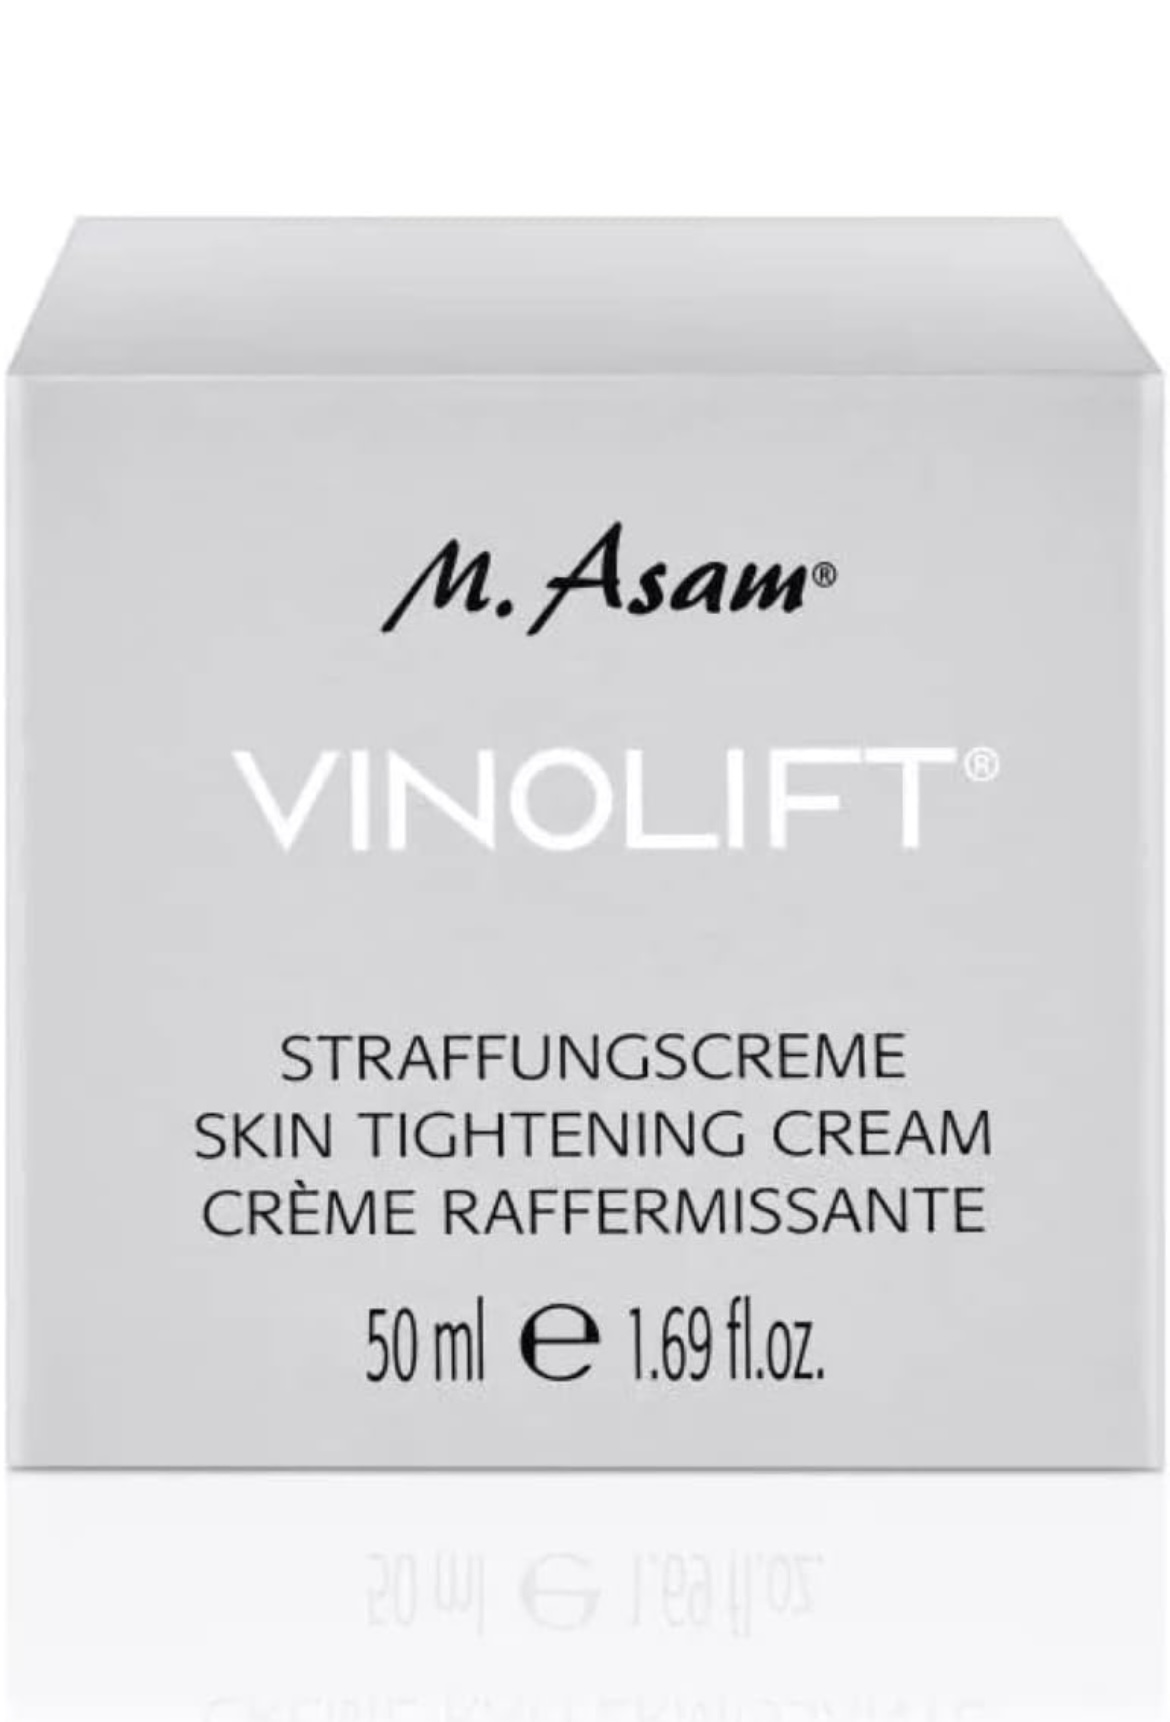 M. Asam®
VINOLIFT®
STRAFFUNGSCREME
SKIN TIGHTENING CREAM
CRÈME RAFFERMISSANTE
50 ml ℮ 1.69 fl.oz.